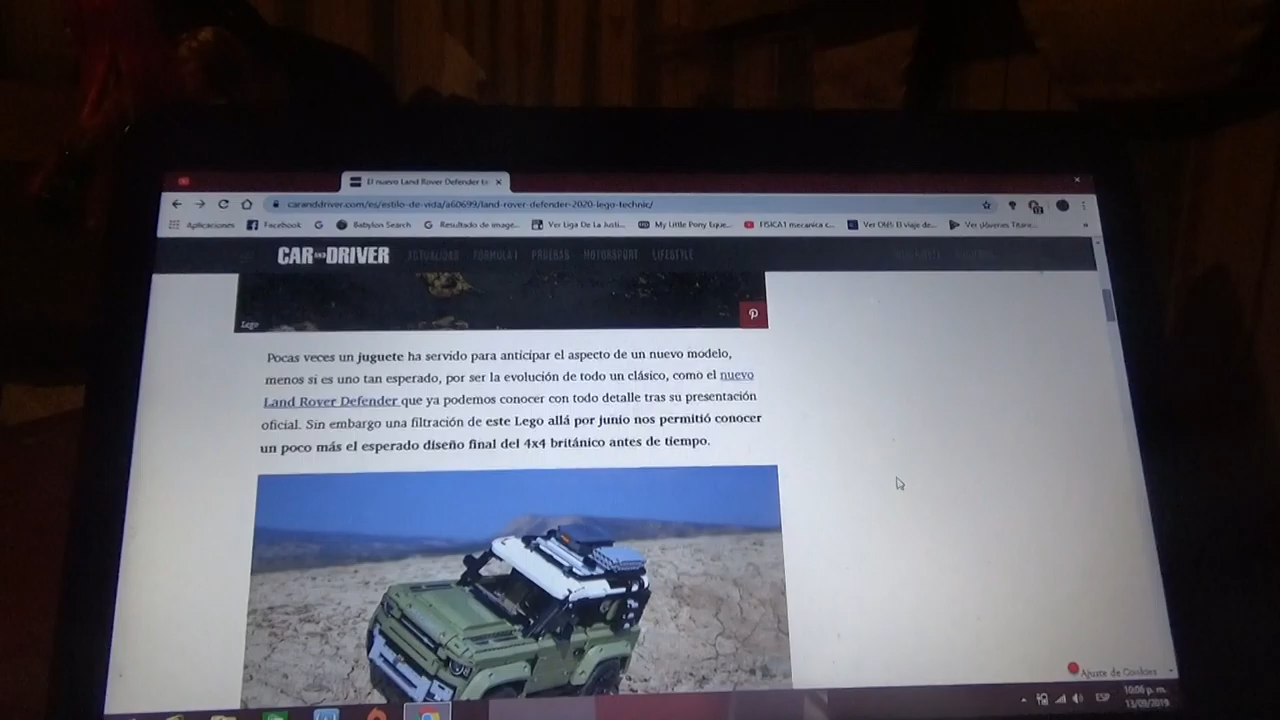 El nuevo Land Rover Defender
caranddriver.com/es/estilo-de-vida/a60699/land-rover-defender-2020-lego-technic/
Aplicaciones Facebook Babylon Search Resultado de image... Ver Liga De La Justi... My Little Pony Eque... FISICA1 mecanica c... Ver ONS El viaje de... Ver Jóvenes Titane...
CAR AND DRIVER ACTUALIDAD FORMULA 1 PRUEBAS MOTORSPORT LIFESTYLE
Lego
Pocas veces un juguete ha servido para anticipar el aspecto de un nuevo modelo,
menos si es uno tan esperado, por ser la evolución de todo un clásico, como el nuevo
Land Rover Defender que ya podemos conocer con todo detalle tras su presentación
oficial. Sin embargo una filtración de este Lego allá por junio nos permitió conocer
un poco más el esperado diseño final del 4x4 británico antes de tiempo.
Ajuste de Cookies
ESP 10:06 p. m.
13/09/2019